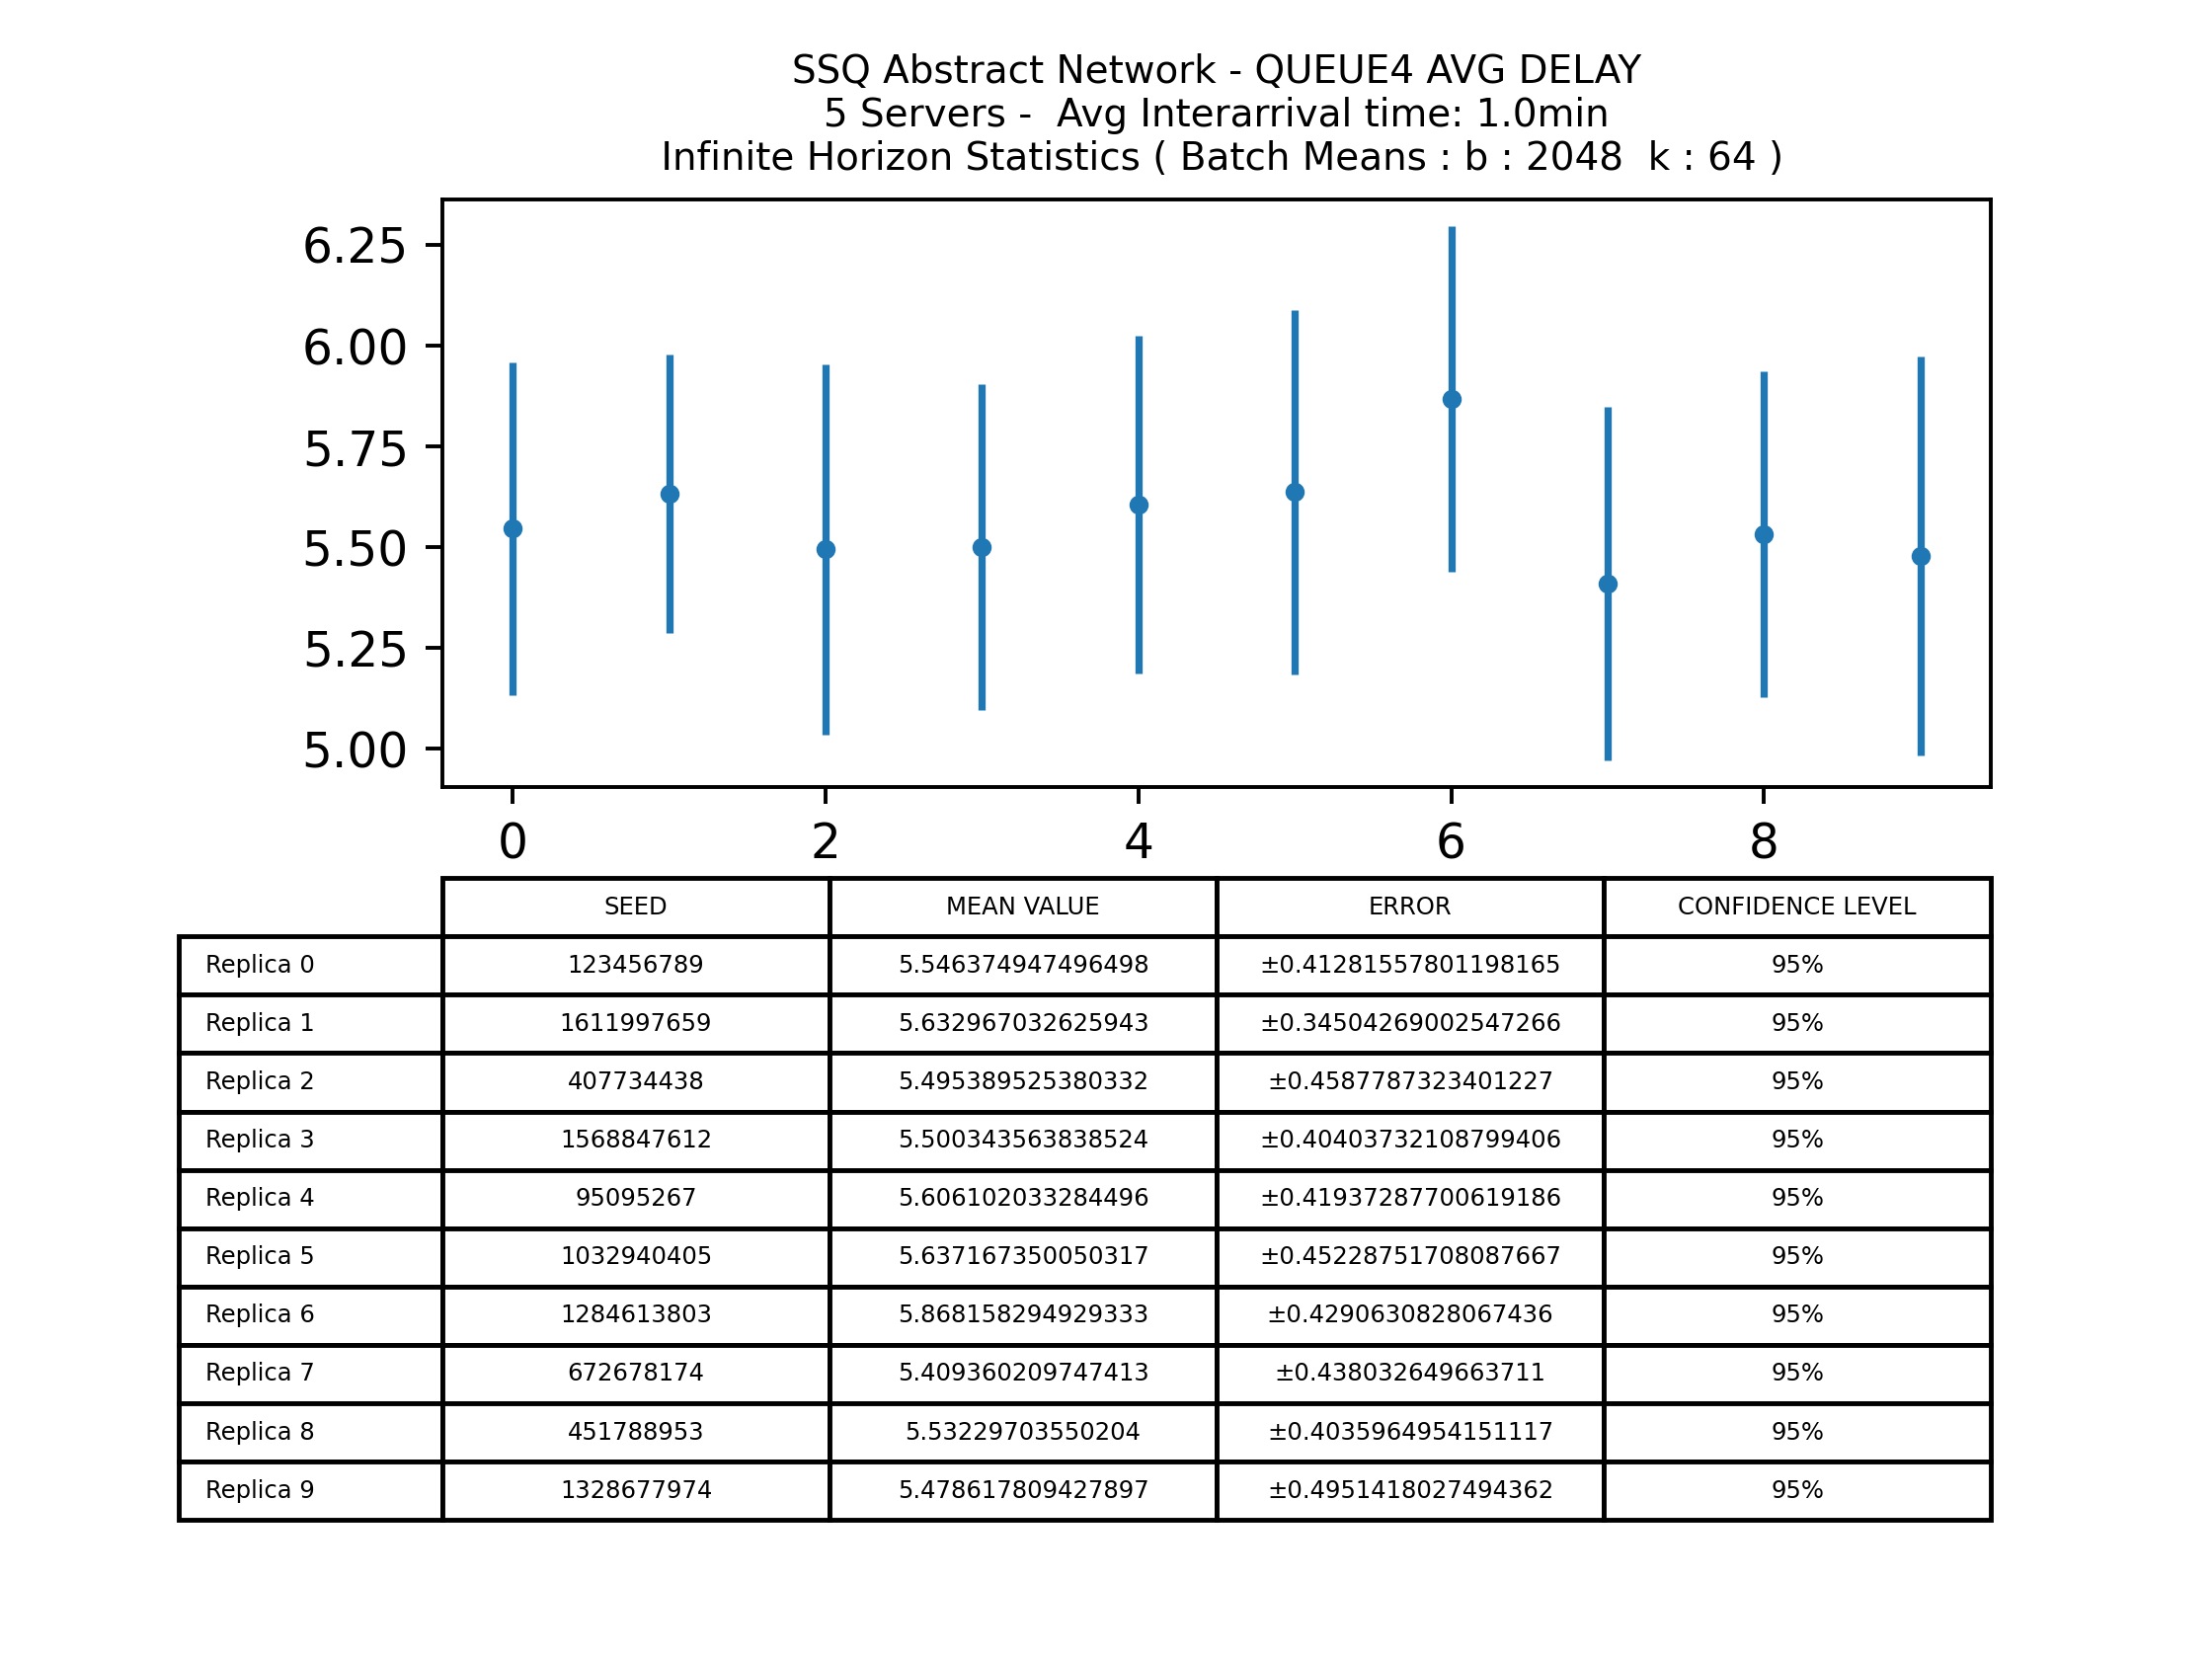 SSQ Abstract Network - QUEUE4 AVG DELAY
5 Servers -  Avg Interarrival time: 1.0min
Infinite Horizon Statistics ( Batch Means : b : 2048  k : 64 )
6.25
6.00
5.75
5.50
5.25
5.00
0 2 4 6 8
SEED MEAN VALUE ERROR CONFIDENCE LEVEL
Replica 0 123456789 5.546374947496498 ±0.41281557801198165 95%
Replica 1 1611997659 5.632967032625943 ±0.34504269002547266 95%
Replica 2 407734438 5.495389525380332 ±0.4587787323401227 95%
Replica 3 1568847612 5.500343563838524 ±0.40403732108799406 95%
Replica 4 95095267 5.606102033284496 ±0.41937287700619186 95%
Replica 5 1032940405 5.637167350050317 ±0.45228751708087667 95%
Replica 6 1284613803 5.868158294929333 ±0.4290630828067436 95%
Replica 7 672678174 5.409360209747413 ±0.438032649663711 95%
Replica 8 451788953 5.53229703550204 ±0.4035964954151117 95%
Replica 9 1328677974 5.478617809427897 ±0.4951418027494362 95%